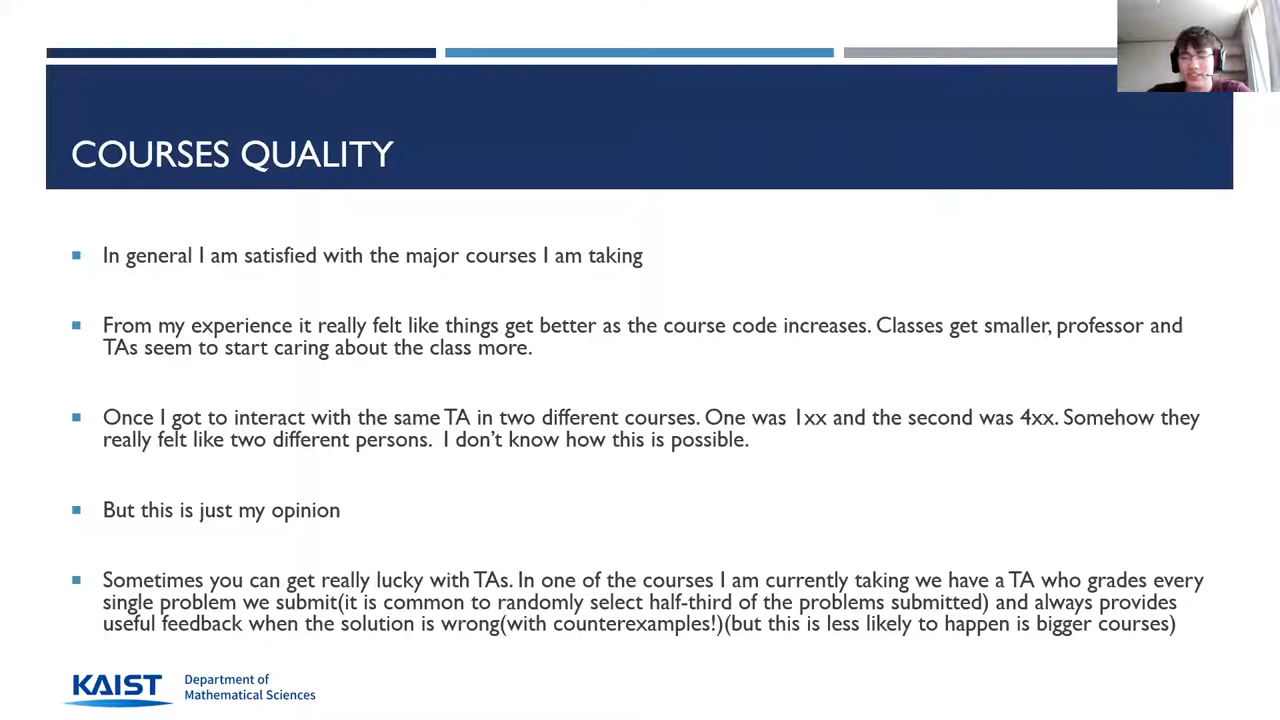 COURSES QUALITY
In general I am satisfied with the major courses I am taking
From my experience it really felt like things get better as the course code increases. Classes get smaller, professor and
TAs seem to start caring about the class more.
Once I got to interact with the same TA in two different courses. One was 1xx and the second was 4xx. Somehow they
really felt like two different persons.  I don't know how this is possible.
But this is just my opinion
Sometimes you can get really lucky with TAs. In one of the courses I am currently taking we have a TA who grades every
single problem we submit(it is common to randomly select half-third of the problems submitted) and always provides
useful feedback when the solution is wrong(with counterexamples!)(but this is less likely to happen is bigger courses)
KAIST
Department of
Mathematical Sciences